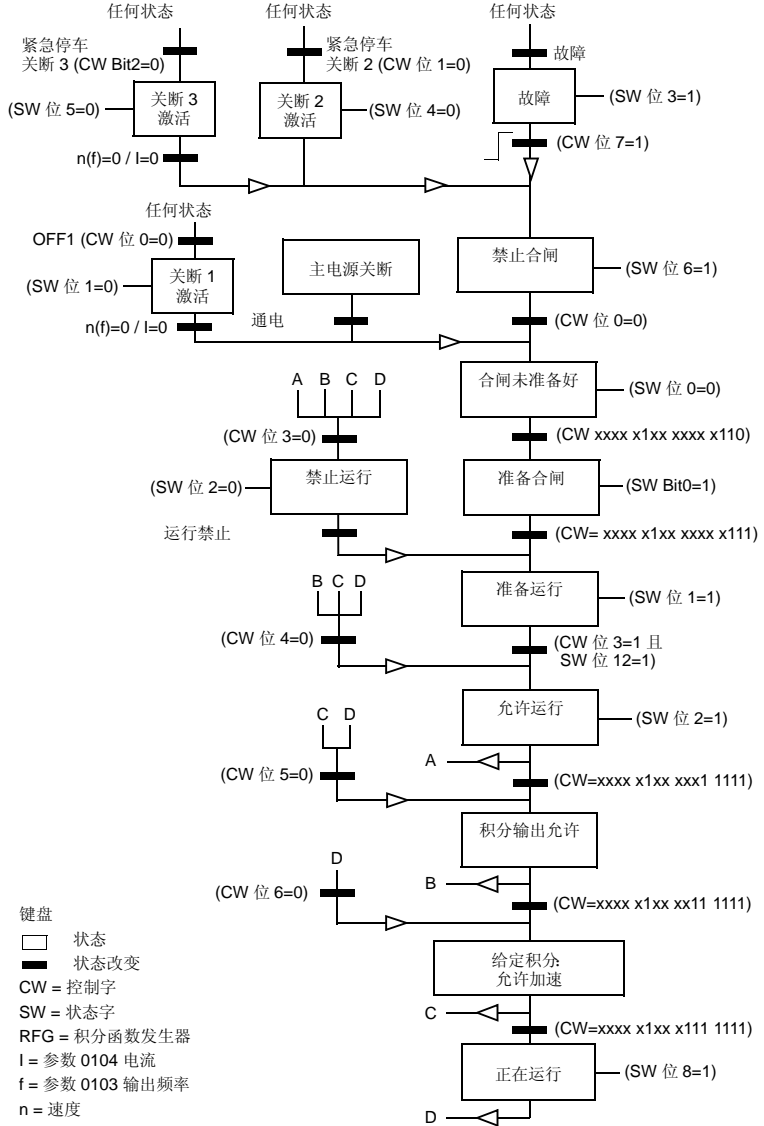 任何状态
任何状态
任何状态
紧急停车
关断 3 (CW Bit2=0)
紧急停车
关断 2 (CW 位 1=0)
故障
(SW 位 5=0)
关断 3
激活
关断 2
激活
(SW 位 4=0)
故障
(SW 位 3=1)
n(f)=0 / I=0
(CW 位 7=1)
任何状态
OFF1 (CW 位 0=0)
(SW 位 1=0)
关断 1
激活
主电源关断
禁止合闸
(SW 位 6=1)
n(f)=0 / I=0
通电
(CW 位 0=0)
合闸未准备好
(SW 位 0=0)
A B C D
(CW 位 3=0)
(CW xxxx x1xx xxxx x110)
(SW 位 2=0)
禁止运行
准备合闸
(SW Bit0=1)
运行禁止
(CW= xxxx x1xx xxxx x111)
准备运行
(SW 位 1=1)
B C D
(CW 位 4=0)
(CW 位 3=1 且
SW 位 12=1)
允许运行
(SW 位 2=1)
C D
A
(CW 位 5=0)
(CW=xxxx x1xx xxx1 1111)
积分输出允许
D
B
(CW 位 6=0)
(CW=xxxx x1xx xx11 1111)
给定积分:
允许加速
C
(CW=xxxx x1xx x111 1111)
正在运行
(SW 位 8=1)
D
键盘
状态
状态改变
CW = 控制字
SW = 状态字
RFG = 积分函数发生器
I = 参数 0104 电流
f = 参数 0103 输出频率
n = 速度